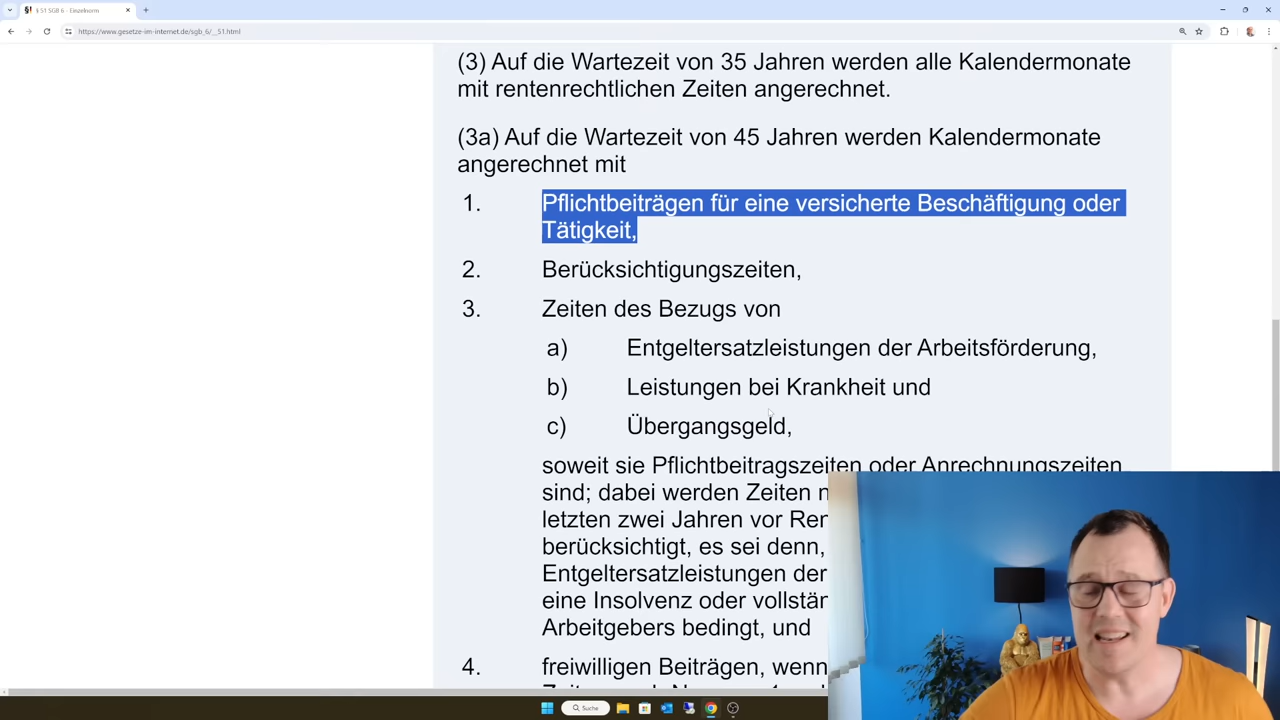 § 51 SGB 6 - Einzelnorm
https://www.gesetze-im-internet.de/sgb_6/__51.html
(3) Auf die Wartezeit von 35 Jahren werden alle Kalendermonate
mit rentenrechtlichen Zeiten angerechnet.
(3a) Auf die Wartezeit von 45 Jahren werden Kalendermonate
angerechnet mit
1. Pflichtbeiträgen für eine versicherte Beschäftigung oder
Tätigkeit,
2. Berücksichtigungszeiten,
3. Zeiten des Bezugs von
a) Entgeltersatzleistungen der Arbeitsförderung,
b) Leistungen bei Krankheit und
c) Übergangsgeld,
soweit sie Pflichtbeitragszeiten oder Anrechnungszeiten
sind; dabei werden Zeiten
letzten zwei Jahren vor
berücksichtigt, es sei denn,
Entgeltersatzleistungen der
eine Insolvenz oder
Arbeitgebers bedingt, und
4. freiwilligen Beiträgen, wenn
Suche